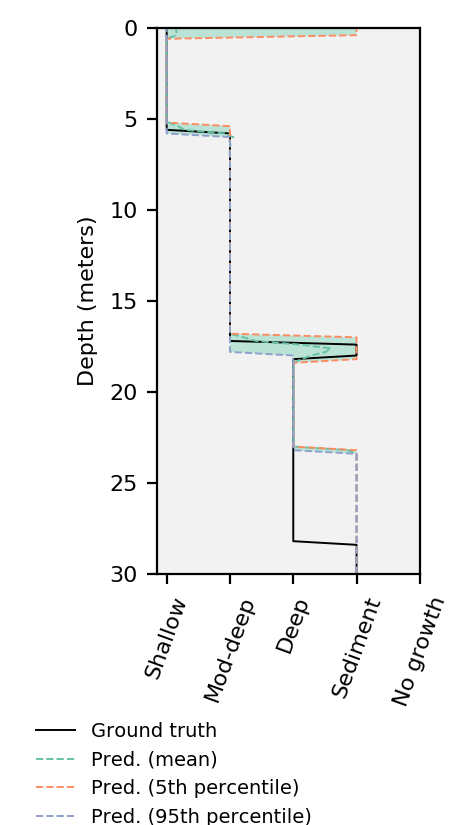 0
5
10
15
20
25
30
Depth (meters)
Shallow
Mod-deep
Deep
Sediment
No growth
Ground truth
Pred. (mean)
Pred. (5th percentile)
Pred. (95th percentile)